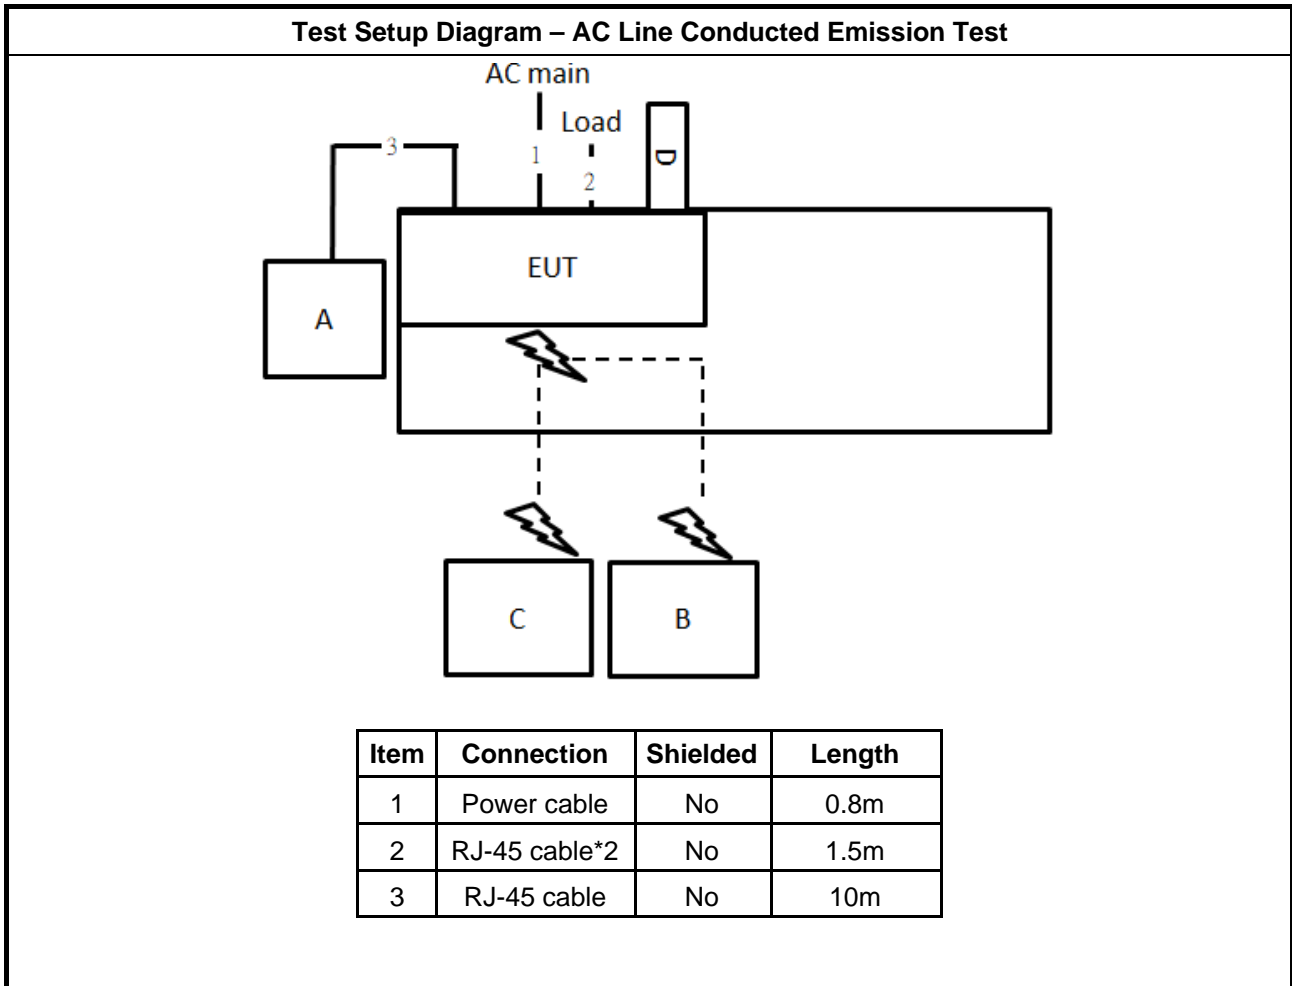 Test Setup Diagram – AC Line Conducted Emission Test
AC main
Load
3
1
2
D
EUT
A
C
B
Item Connection Shielded Length
1 Power cable No 0.8m
2 RJ-45 cable*2 No 1.5m
3 RJ-45 cable No 10m